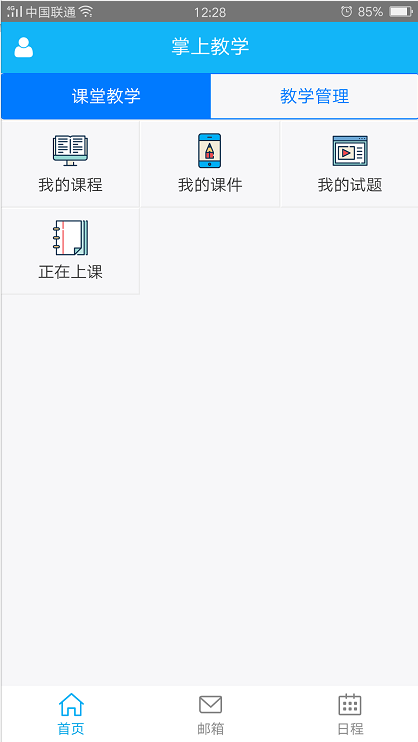 4G 中国联通 12:28 85%
掌上教学
课堂教学 教学管理
我的课程 我的课件 我的试题
正在上课
首页 邮箱 日程